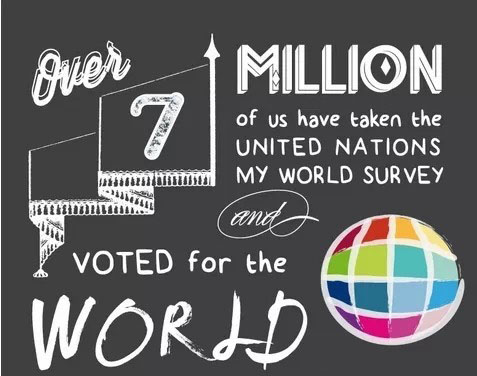 Over
7
MILLION
of us have taken the
UNITED NATIONS
MY WORLD SURVEY
and
VOTED for the
WORLD